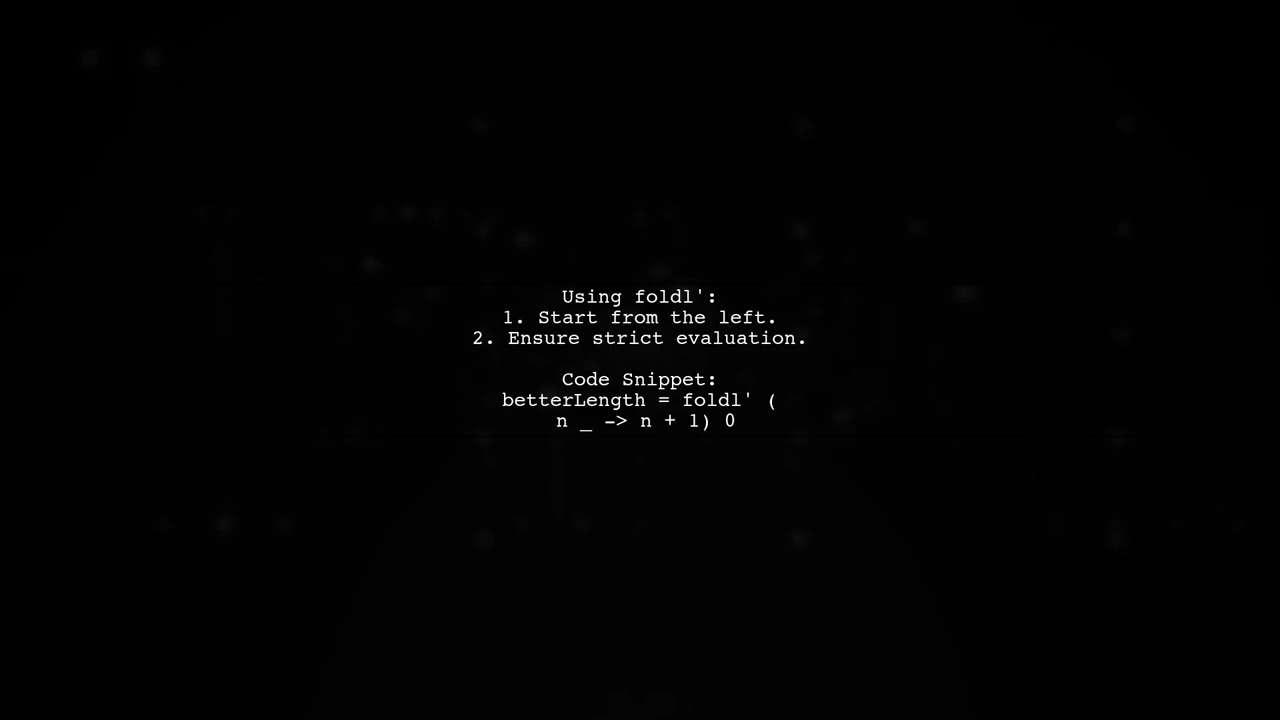 Using foldl':
1. Start from the left.
2. Ensure strict evaluation.
Code Snippet:
betterLength = foldl' (
n _ -> n + 1) 0